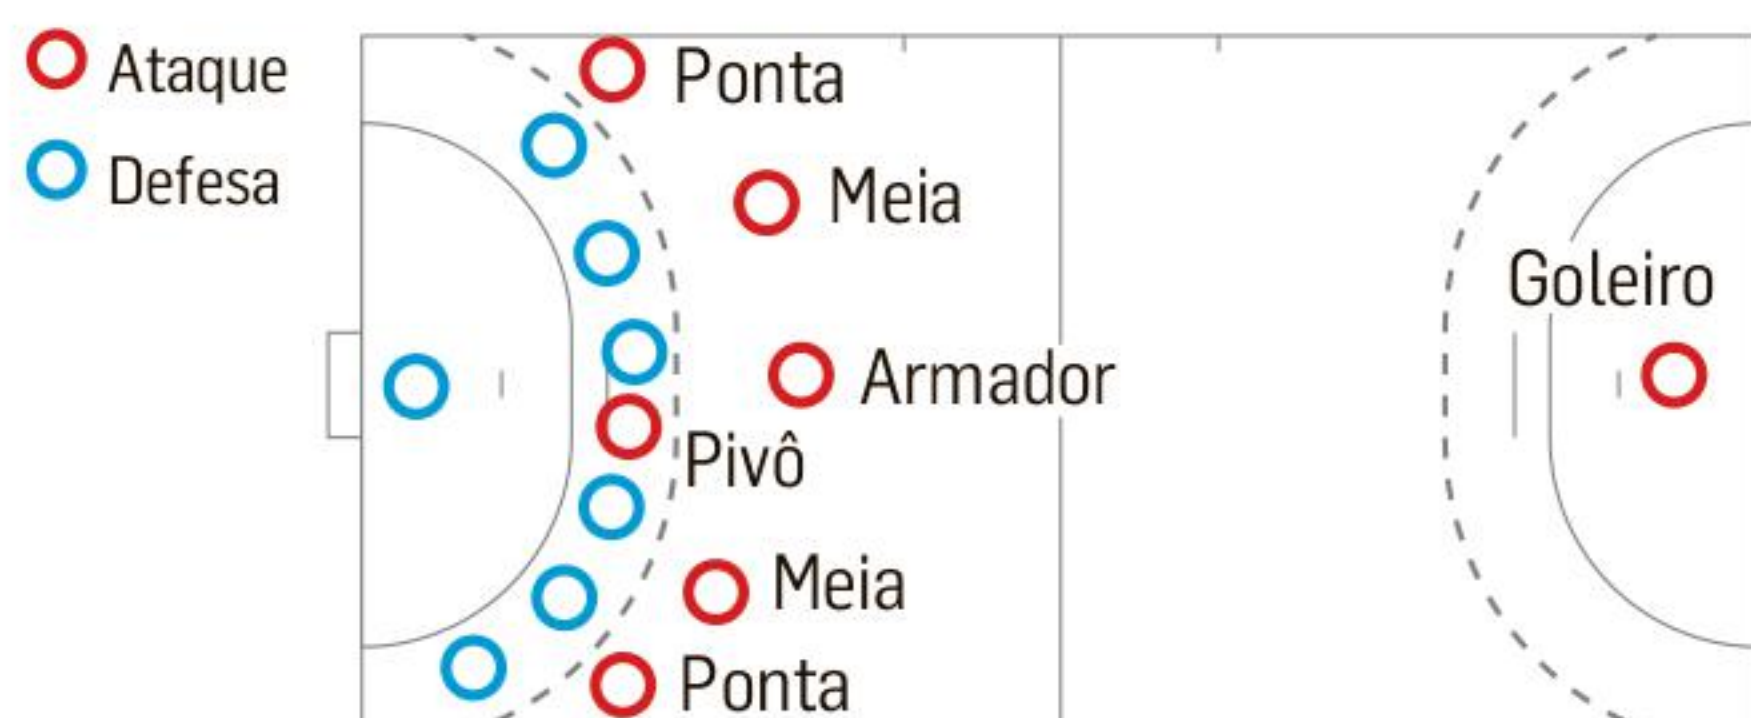 Ataque
Defesa
Ponta
Meia
Goleiro
Armador
Pivô
Meia
Ponta